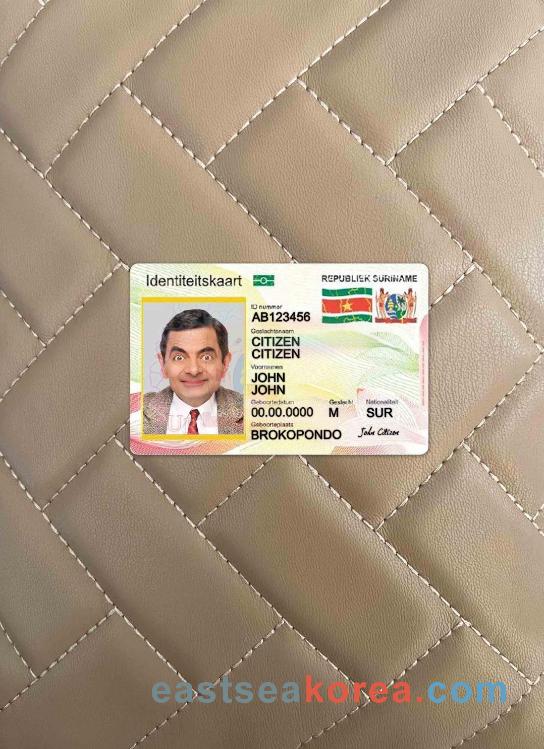 Identiteitskaart
REPUBLIEK SURINAME
ID nummer
AB123456
Geslachtsnaam
CITIZEN
CITIZEN
Voornamen
JOHN
JOHN
Geboortedatum Geslacht Nationaliteit
00.00.0000 M SUR
Geboorteplaats
BROKOPONDO John Citizen
eastseakorea.com